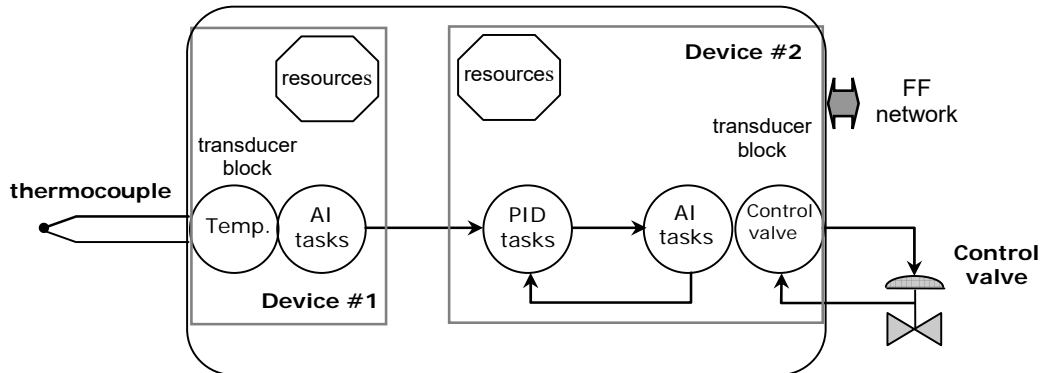 resources
resources
Device #2
FF
network
transducer
block
transducer
block
thermocouple
Temp.
AI
tasks
PID
tasks
AI
tasks
Control
valve
Control
valve
Device #1